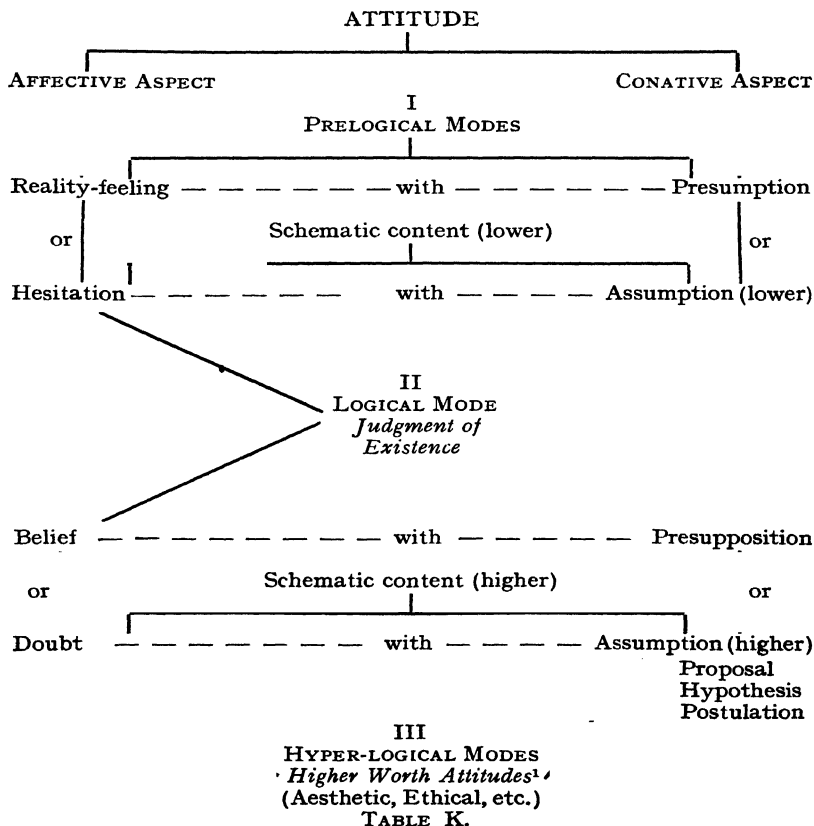 ATTITUDE
AFFECTIVE ASPECT CONATIVE ASPECT
I
PRELOGICAL MODES
Reality-feeling — — — — —with — — — — —Presumption
or Schematic content (lower) or
Hesitation— — — — — with — — — — Assumption (lower)
II
LOGICAL MODE
Judgment of
Existence
Belief — — — — — — — with — — — — — Presupposition
or Schematic content (higher) or
Doubt — — — — — — — with — — — — Assumption (higher)
Proposal
Hypothesis
Postulation
III
HYPER-LOGICAL MODES
Higher Worth Attitudes¹
(Aesthetic, Ethical, etc.)
TABLE K.